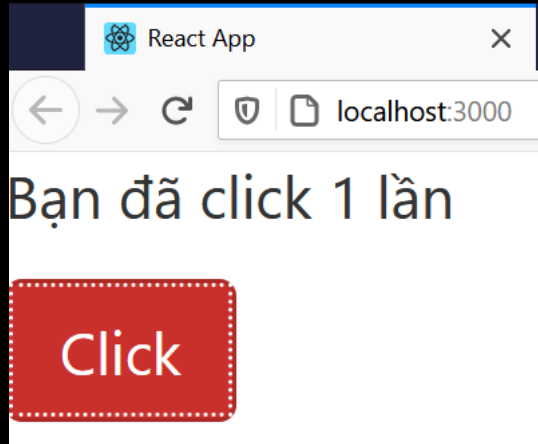 React App
localhost:3000
Bạn đã click 1 lần
Click